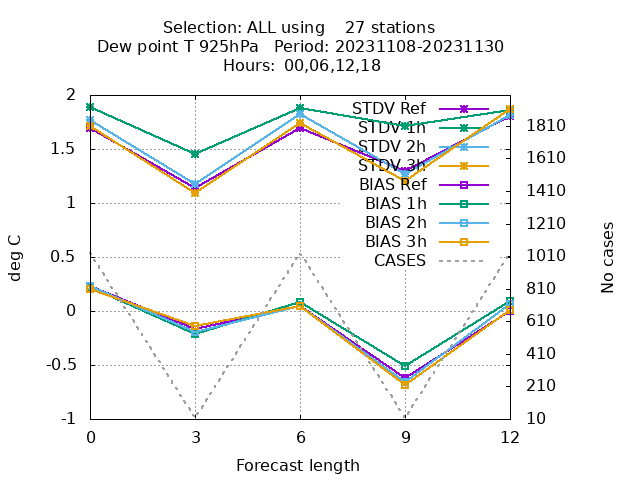 Selection: ALL using 27 stations
Dew point T 925hPa Period: 20231108-20231130
Hours: 00,06,12,18
2
1.5
1
0.5
0
-0.5
-1
deg C
STDV Ref
STDV 1h
STDV 2h
STDV 3h
BIAS Ref
BIAS 1h
BIAS 2h
BIAS 3h
CASES
1810
1610
1410
1210
1010
810
610
410
210
10
No cases
0 3 6 9 12
Forecast length